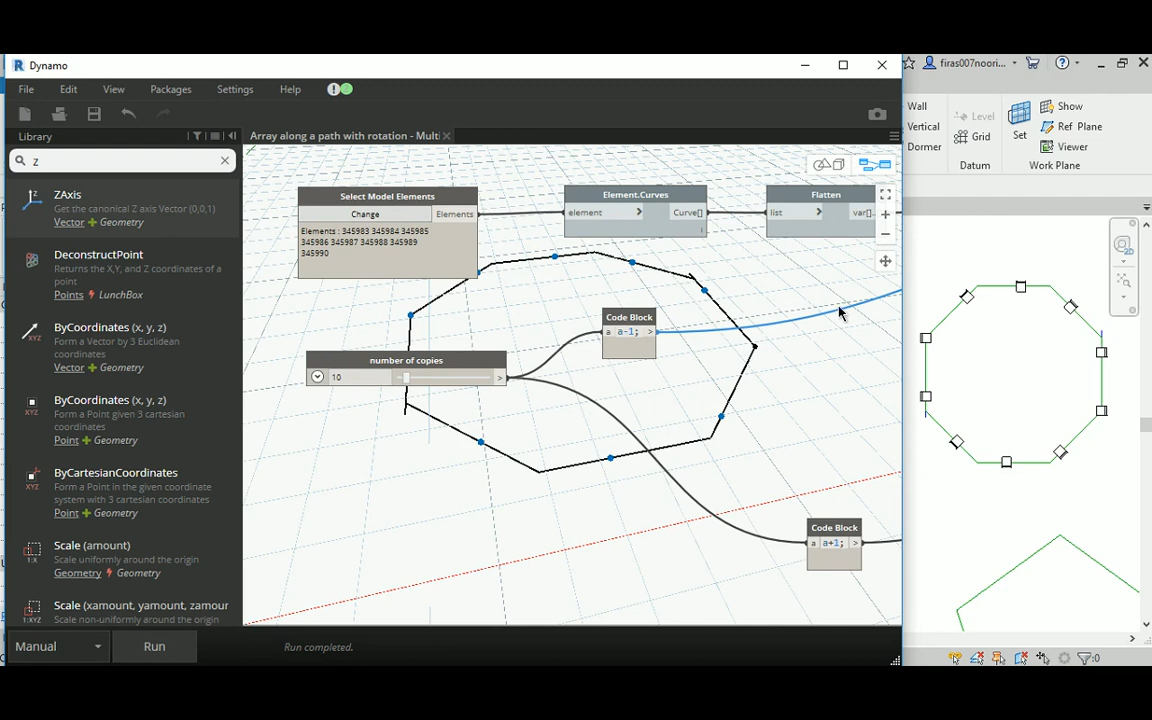 Dynamo
File Edit View Packages Settings Help
Library
Array along a path with rotation - Multi
z
ZAxis
Get the canonical Z axis Vector (0,0,1)
Vector Geometry
DeconstructPoint
Returns the X,Y, and Z coordinates of a
point
Points LunchBox
ByCoordinates (x, y, z)
Form a Vector by 3 Euclidean
coordinates
Vector Geometry
ByCoordinates (x, y, z)
Form a Point given 3 cartesian
coordinates
Point Geometry
ByCartesianCoordinates
Form a Point in the given coordinate
system with 3 cartesian coordinates
Point Geometry
Scale (amount)
Scale uniformly around the origin
Geometry Geometry
Scale (xamount, yamount, zamour
Scale non-uniformly around the origin
Manual
Run
Run completed.
Select Model Elements
Change Elements
Elements : 345983 345984 345985
345986 345987 345988 345989
345990
Element.Curves
element > Curve[]
Flatten
list > var[]..
Code Block
a a-1; >
number of copies
10 >
Code Block
a a+1; >
firas007noori...
Wall
Vertical
Dormer
Level
Grid
Datum
Set
Show
Ref Plane
Viewer
Work Plane
:0